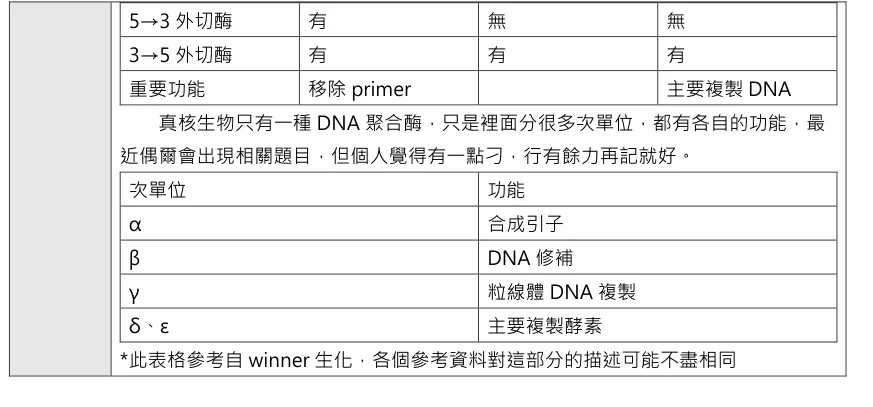 5→3 外切酶 有 無 無
3→5 外切酶 有 有 有
重要功能 移除 primer 主要複製 DNA
真核生物只有一種 DNA 聚合酶，只是裡面分很多次單位，都有各自的功能，最
近偶爾會出現相關題目，但個人覺得有一點刁，行有餘力再記就好。
次單位 功能
α 合成引子
β DNA 修補
γ 粒線體 DNA 複製
δ、ε 主要複製酵素
*此表格參考自 winner 生化，各個參考資料對這部分的描述可能不盡相同